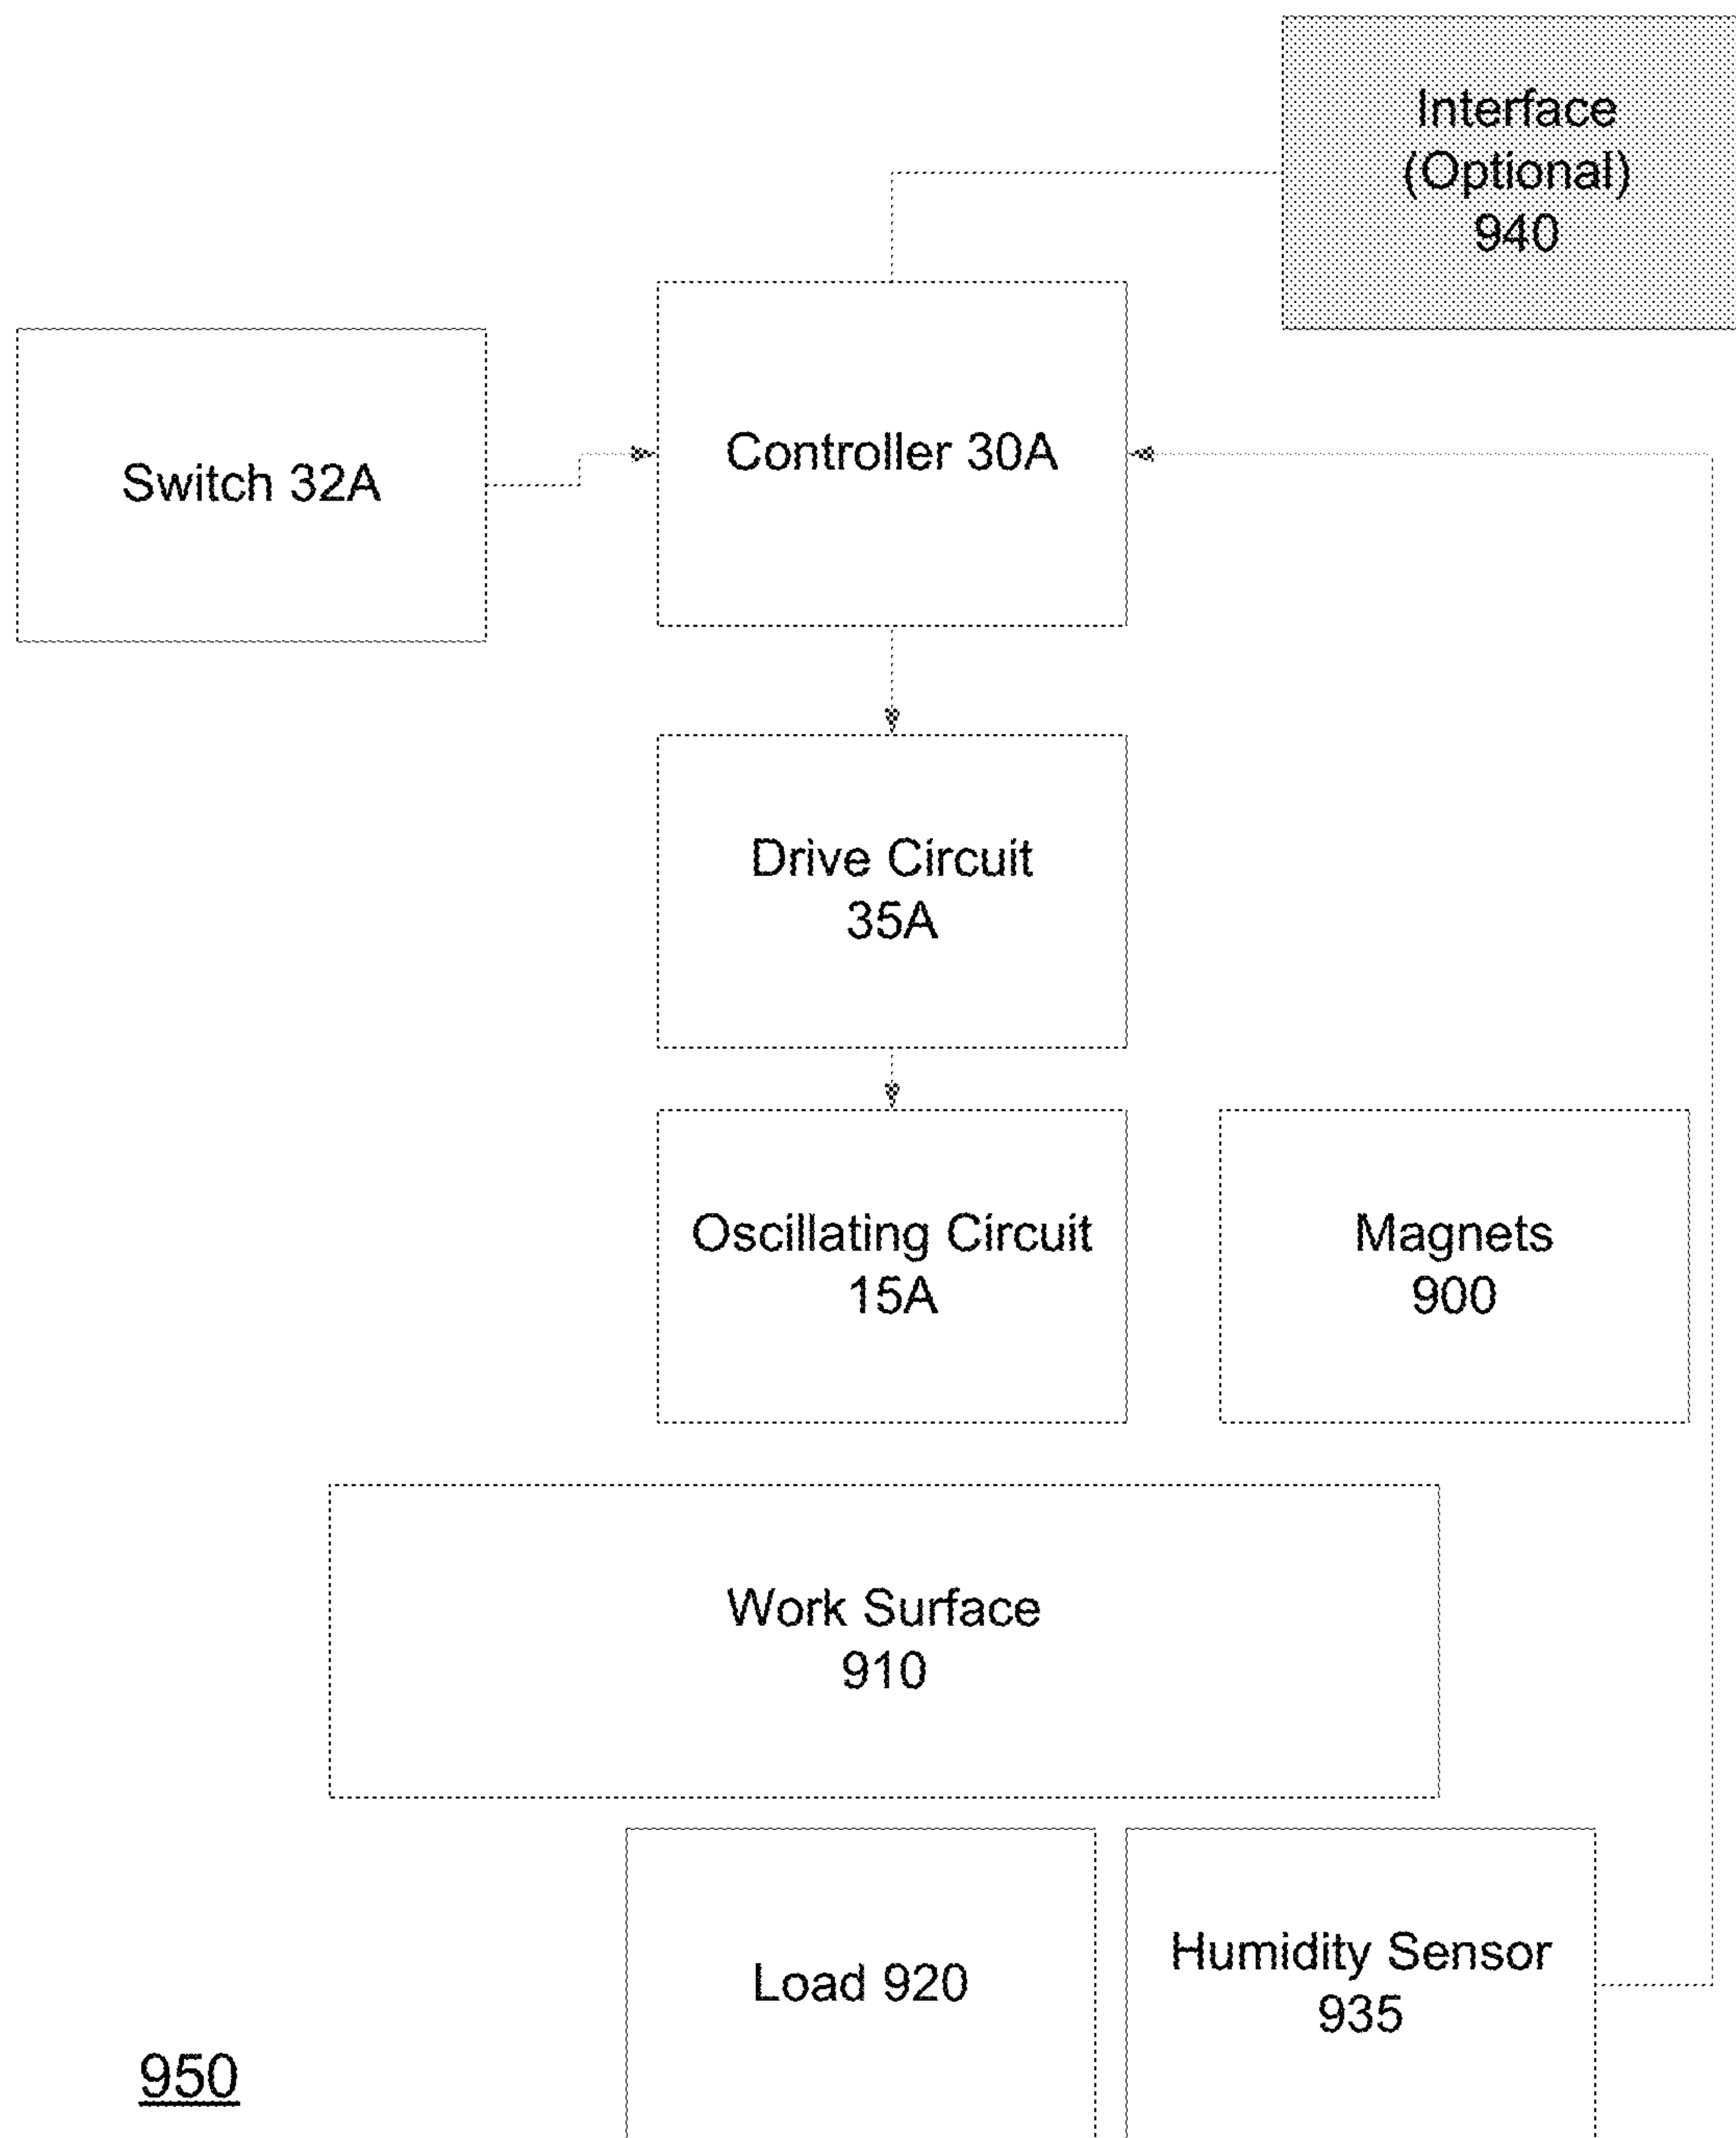 Interface
(Optional)
940
Controller 30A
Switch 32A
Drive Circuit
35A
Oscillating Circuit
15A
Magnets
900
Work Surface
910
Load 920
Humidity Sensor
935
950